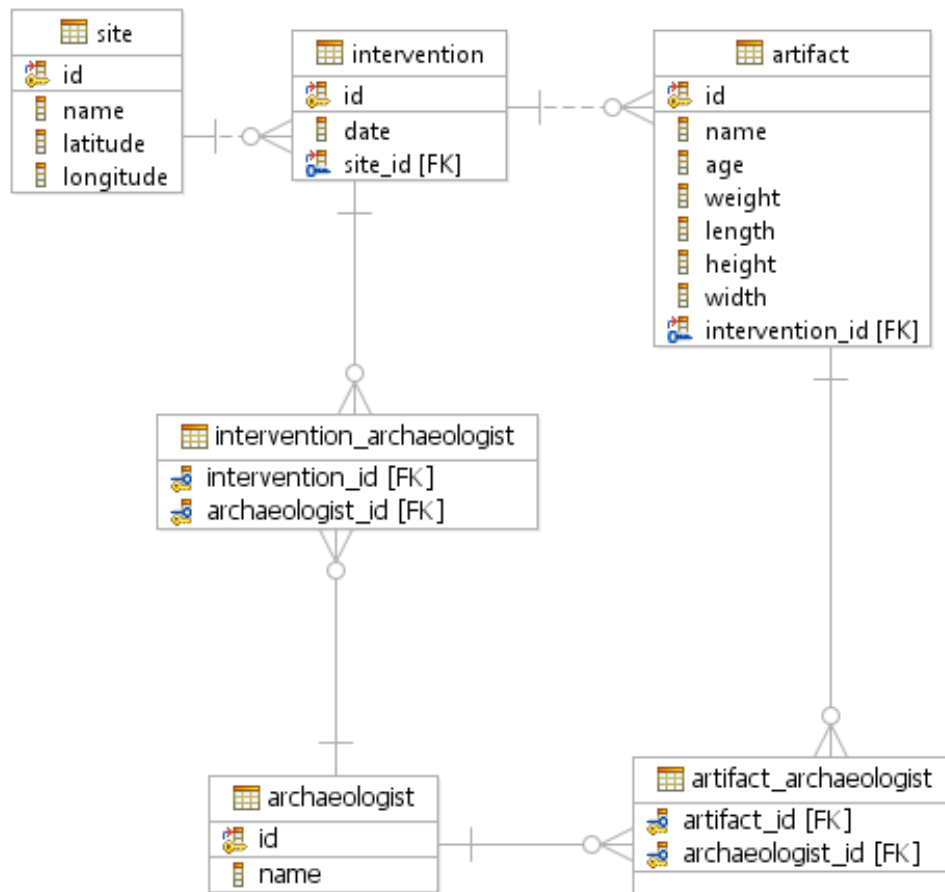 site
id
name
latitude
longitude
intervention
id
date
site_id [FK]
artifact
id
name
age
weight
length
height
width
intervention_id [FK]
intervention_archaeologist
intervention_id [FK]
archaeologist_id [FK]
archaeologist
id
name
artifact_archaeologist
artifact_id [FK]
archaeologist_id [FK]